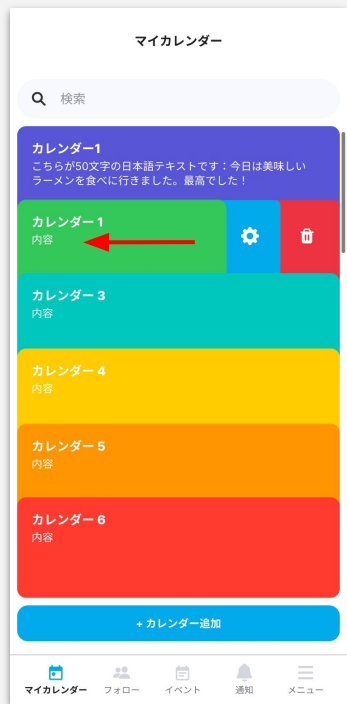 マイカレンダー
検索
カレンダー1
こちらが50文字の日本語テキストです：今日は美味しい
ラーメンを食べに行きました。最高でした！
カレンダー 1
内容
カレンダー 3
内容
カレンダー 4
内容
カレンダー 5
内容
カレンダー 6
内容
+ カレンダー追加
マイカレンダー フォロー イベント 通知 メニュー